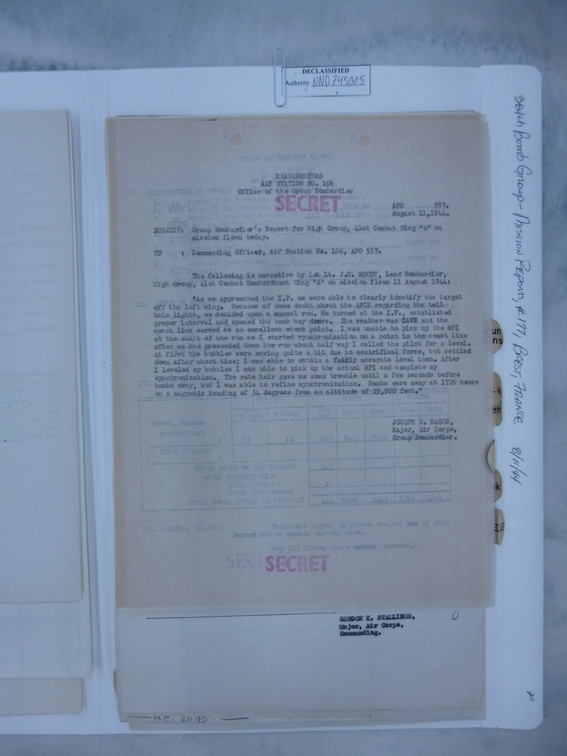 DECLASSIFIED
Authority NND 745005
HEADQUARTERS
AAF STATION NO. 106
Office of the Group Bombardier
SECRET
APO 557.
August 11, 1944.
SUBJECT: Group Bombardier's Report for High Group, 41st Combat Wing "A" on
mission flown today.
TO : Commanding Officer, AAF Station No. 106, APO 557.
The following is narrative by 1st Lt. J.O. MOODY, Lead Bombardier,
High Group, 41st Combat Bombardment Wing "A" on mission flown 11 August 1944:
"As we approached the I.P. we were able to clearly identify the target
off the left wing. Because of some doubt about the AFCE regarding the tell
tale lights, we decided upon a manual run. We turned at the I.P., established
proper interval and opened the bomb bay doors. The weather was CAVU and the
coast line served as an excellent check point. I was unable to pick up the MPI
at the start of the run so I started synchronization on a point in the coast line
after we had proceeded down the run about half way I called the pilot for a level.
At first the bubbles were moving quite a bit due to centrifical force, but settled
down after short time; I was able to obtain a fairly accurate level then. After
I leveled my bubbles I was able to pick up the actual MPI and complete my
synchronization. The rate hair gave me some trouble until a few seconds before
bombs away, but I was able to refine synchronization. Bombs were away at hours
on a magnetic heading of 54 degrees from an altitude of 25,500 feet."
Major, Air Corps,
Group Bombardier.
SECRET
GORDON K. STALLINGS,
Major, Air Corps,
Commanding.
384th Bomb Group - Mission Report, #177, Brest, France 8/11/44